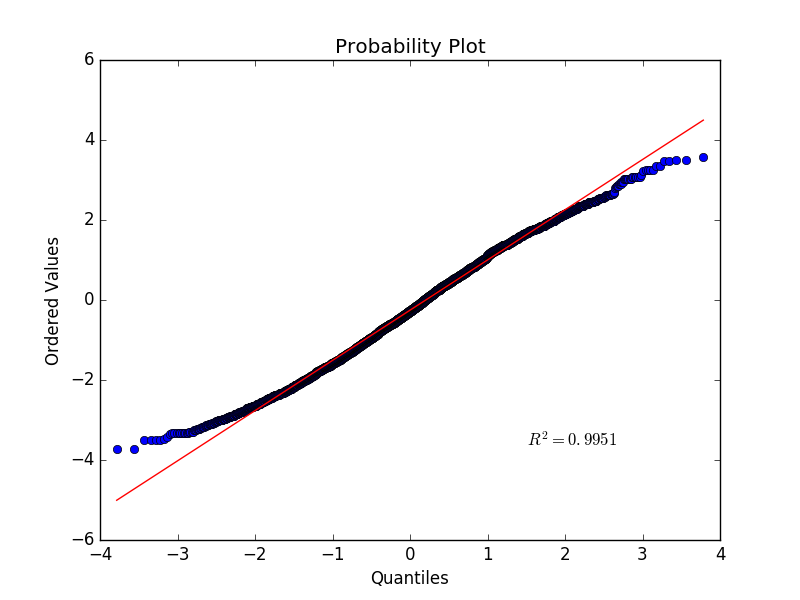 Probability Plot
6
4
2
0
−2
−4
−6
Ordered Values
R² = 0.9951
−4 −3 −2 −1 0 1 2 3 4
Quantiles